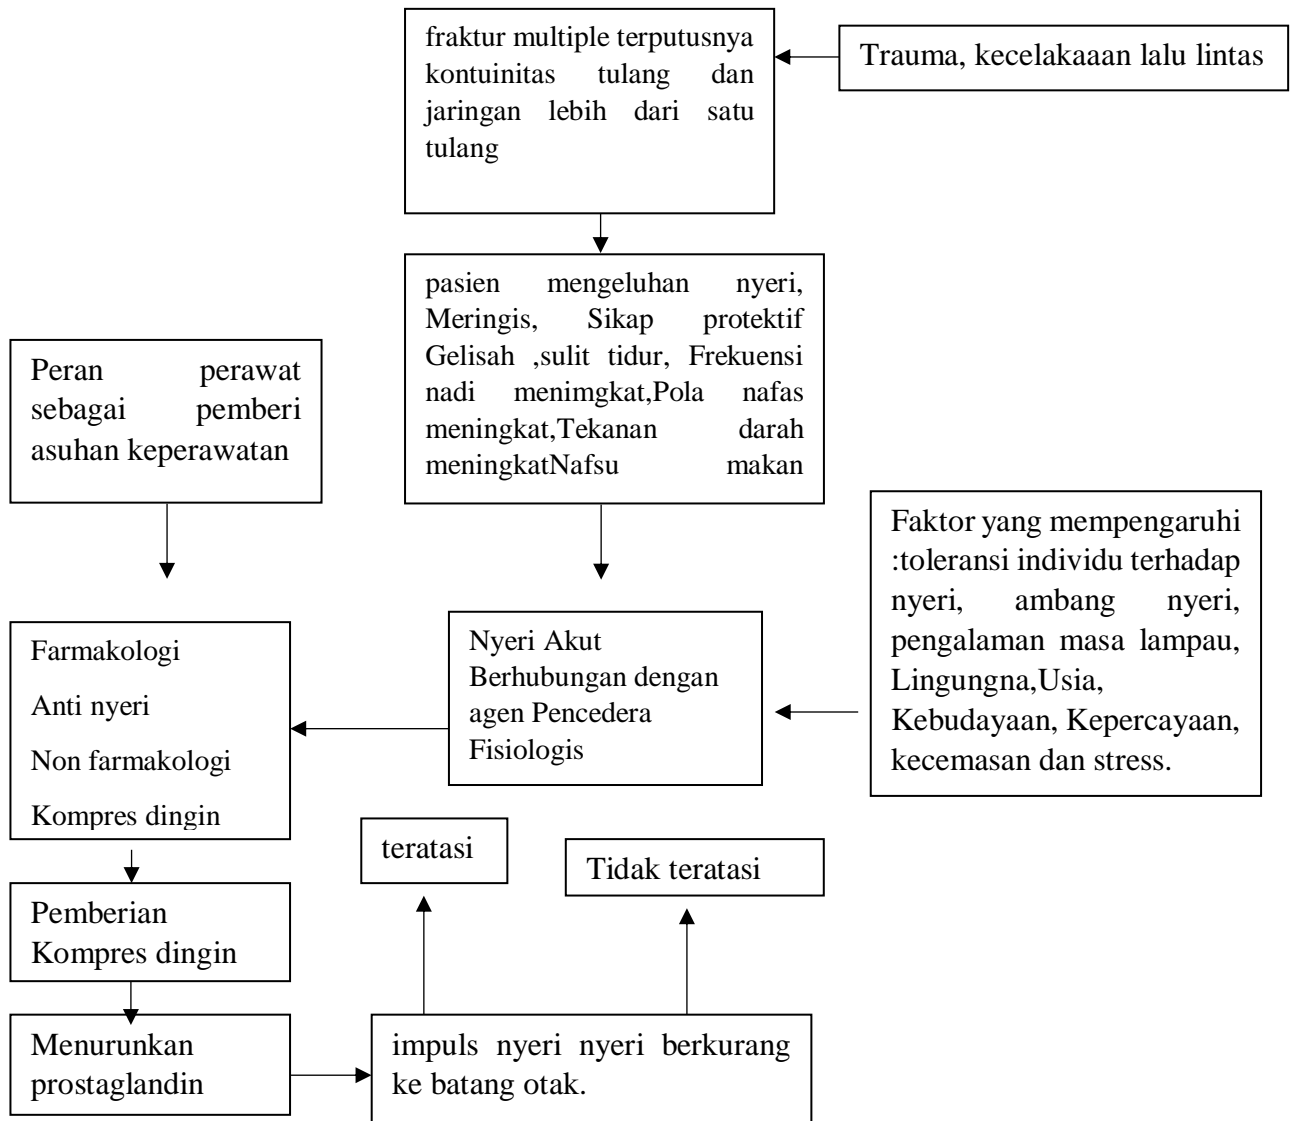 fraktur multiple terputusnya
kontuinitas tulang dan
jaringan lebih dari satu
tulang
Trauma, kecelakaaan lalu lintas
pasien mengeluhan nyeri,
Meringis, Sikap protektif
Gelisah ,sulit tidur, Frekuensi
nadi menimgkat,Pola nafas
meningkat,Tekanan darah
meningkatNafsu makan
Peran perawat
sebagai pemberi
asuhan keperawatan
Faktor yang mempengaruhi
:toleransi individu terhadap
nyeri, ambang nyeri,
pengalaman masa lampau,
Lingungna,Usia,
Kebudayaan, Kepercayaan,
kecemasan dan stress.
Nyeri Akut
Berhubungan dengan
agen Pencedera
Fisiologis
Farmakologi
Anti nyeri
Non farmakologi
Kompres dingin
teratasi
Tidak teratasi
Pemberian
Kompres dingin
Menurunkan
prostaglandin
impuls nyeri nyeri berkurang
ke batang otak.